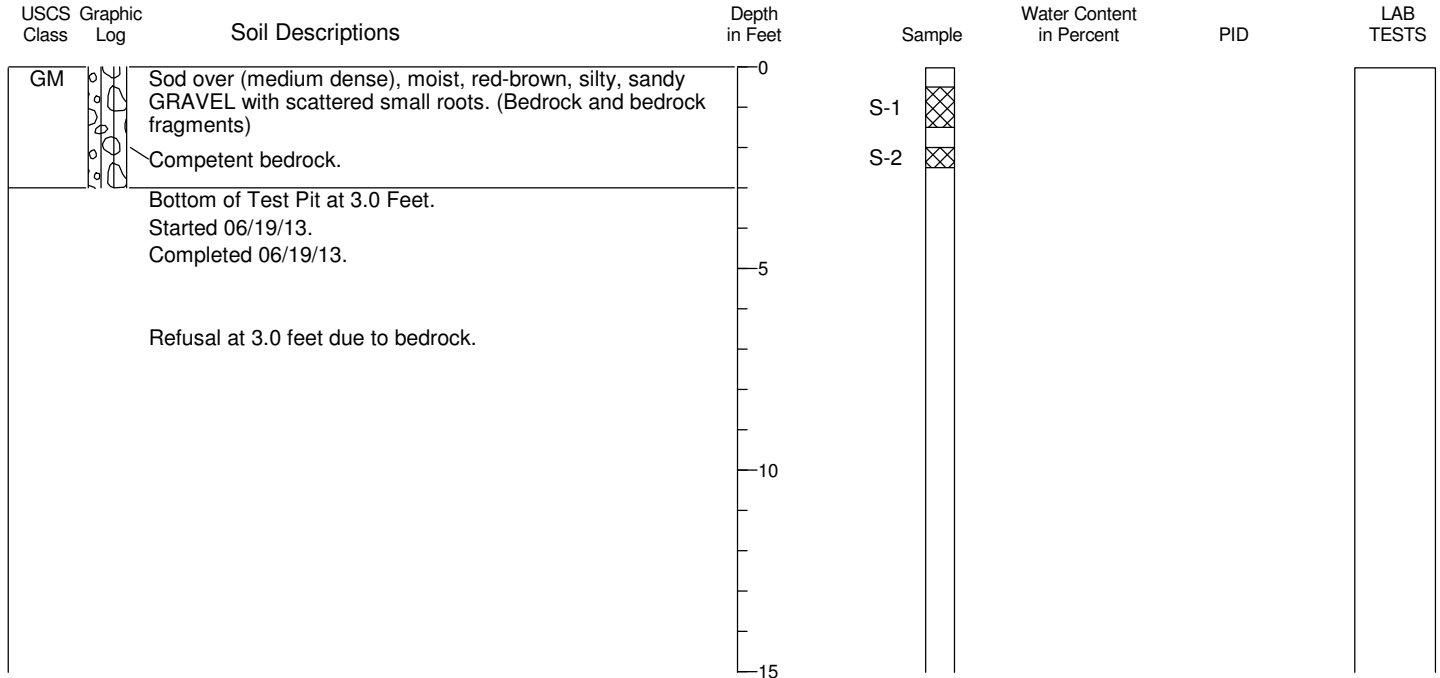 USCS Class
Graphic Log
Soil Descriptions
Depth in Feet
Sample
Water Content in Percent
PID
LAB TESTS
GM
Sod over (medium dense), moist, red-brown, silty, sandy
GRAVEL with scattered small roots. (Bedrock and bedrock
fragments)
Competent bedrock.
Bottom of Test Pit at 3.0 Feet.
Started 06/19/13.
Completed 06/19/13.
Refusal at 3.0 feet due to bedrock.
0
5
10
15
S-1
S-2